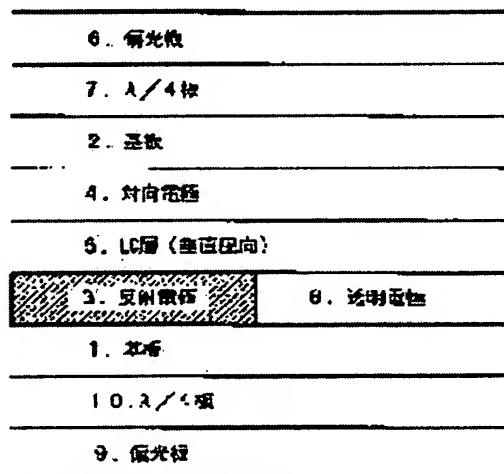 6. 偏光板
7. λ/4板
2. 基板
4. 対向電極
5. LC層(垂直配向)
3. 反射電極 8. 透明電極
1. 基板
10. λ/4板
9. 偏光板